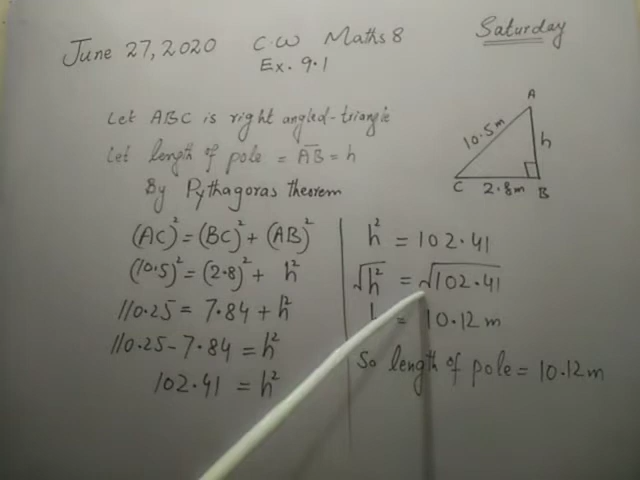 June 27, 2020 C.W Maths 8 Saturday
Ex. 9.1
Let ABC is right angled-triangle
Let length of pole = A̅B̅ = h
By Pythagoras theorem
(AC)² = (BC)² + (AB)²
(10.5)² = (2.8)² + h²
110.25 = 7.84 + h²
110.25 - 7.84 = h²
102.41 = h²
h² = 102.41
√h² = √102.41
= 10.12 m
So length of pole = 10.12m
A
10.5m
h
C 2.8m B